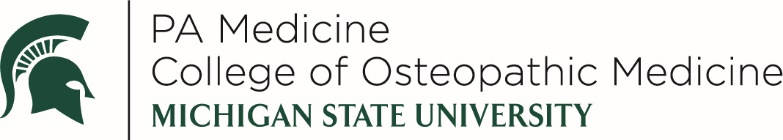 PA Medicine
College of Osteopathic Medicine
MICHIGAN STATE UNIVERSITY